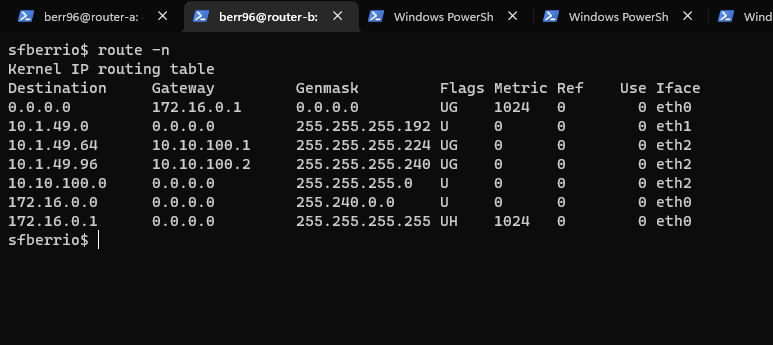 berr96@router-a: berr96@router-b: Windows PowerSh Windows PowerSh Wind
sfberrio$ route -n
Kernel IP routing table
Destination Gateway Genmask Flags Metric Ref Use Iface
0.0.0.0 172.16.0.1 0.0.0.0 UG 1024 0 0 eth0
10.1.49.0 0.0.0.0 255.255.255.192 U 0 0 0 eth1
10.1.49.64 10.10.100.1 255.255.255.224 UG 0 0 0 eth2
10.1.49.96 10.10.100.2 255.255.255.240 UG 0 0 0 eth2
10.10.100.0 0.0.0.0 255.255.255.0 U 0 0 0 eth2
172.16.0.0 0.0.0.0 255.240.0.0 U 0 0 0 eth0
172.16.0.1 0.0.0.0 255.255.255.255 UH 1024 0 0 eth0
sfberrio$